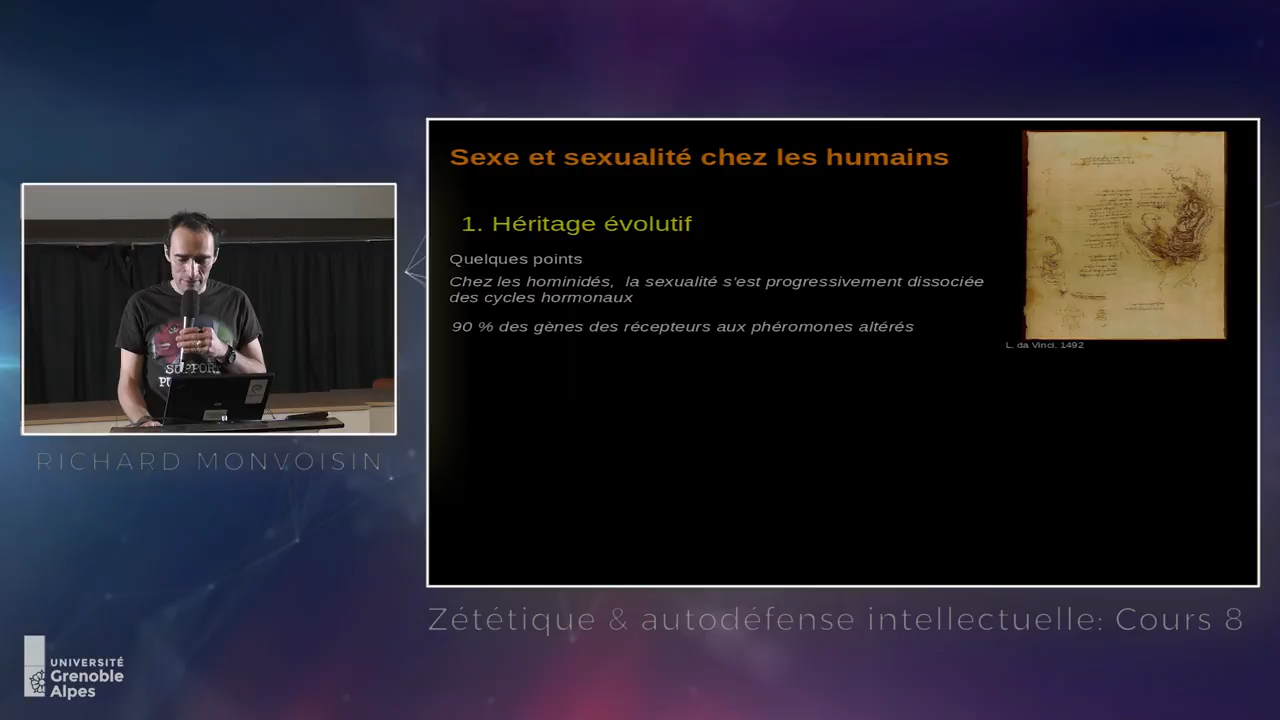 Sexe et sexualité chez les humains
1. Héritage évolutif
Quelques points
Chez les hominidés, la sexualité s'est progressivement dissociée
des cycles hormonaux
90 % des gènes des récepteurs aux phéromones altérés
L. da Vinci, 1492
SUPPORT
RICHARD MONVOISIN
Zététique & autodéfense intellectuelle: Cours 8
UNIVERSITÉ
Grenoble
Alpes